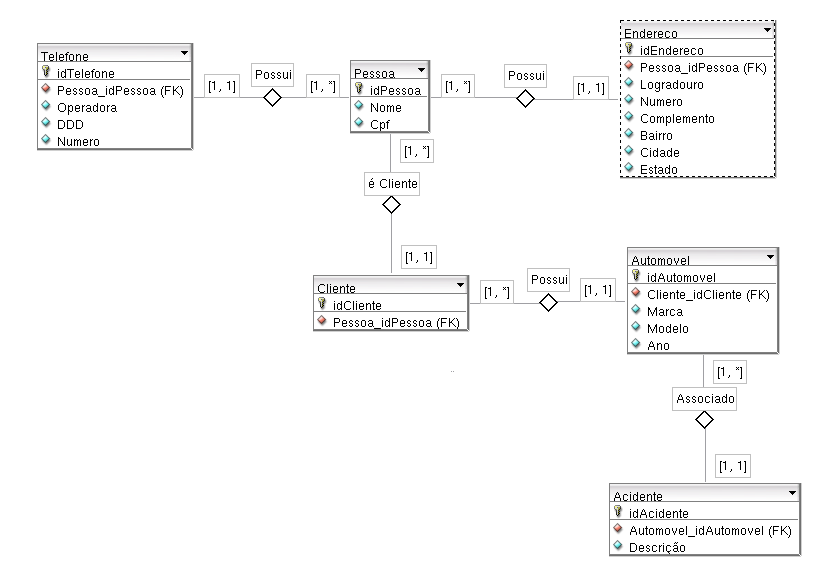 Telefone
idTelefone
Pessoa_idPessoa (FK)
Operadora
DDD
Numero
[1, 1]
Possui
[1, *]
Pessoa
idPessoa
Nome
Cpf
[1, *]
Possui
[1, 1]
Endereco
idEndereco
Pessoa_idPessoa (FK)
Logradouro
Numero
Complemento
Bairro
Cidade
Estado
[1, *]
é Cliente
[1, 1]
Cliente
idCliente
Pessoa_idPessoa (FK)
[1, *]
Possui
[1, 1]
Automovel
idAutomovel
Cliente_idCliente (FK)
Marca
Modelo
Ano
[1, *]
Associado
[1, 1]
Acidente
idAcidente
Automovel_idAutomovel (FK)
Descrição